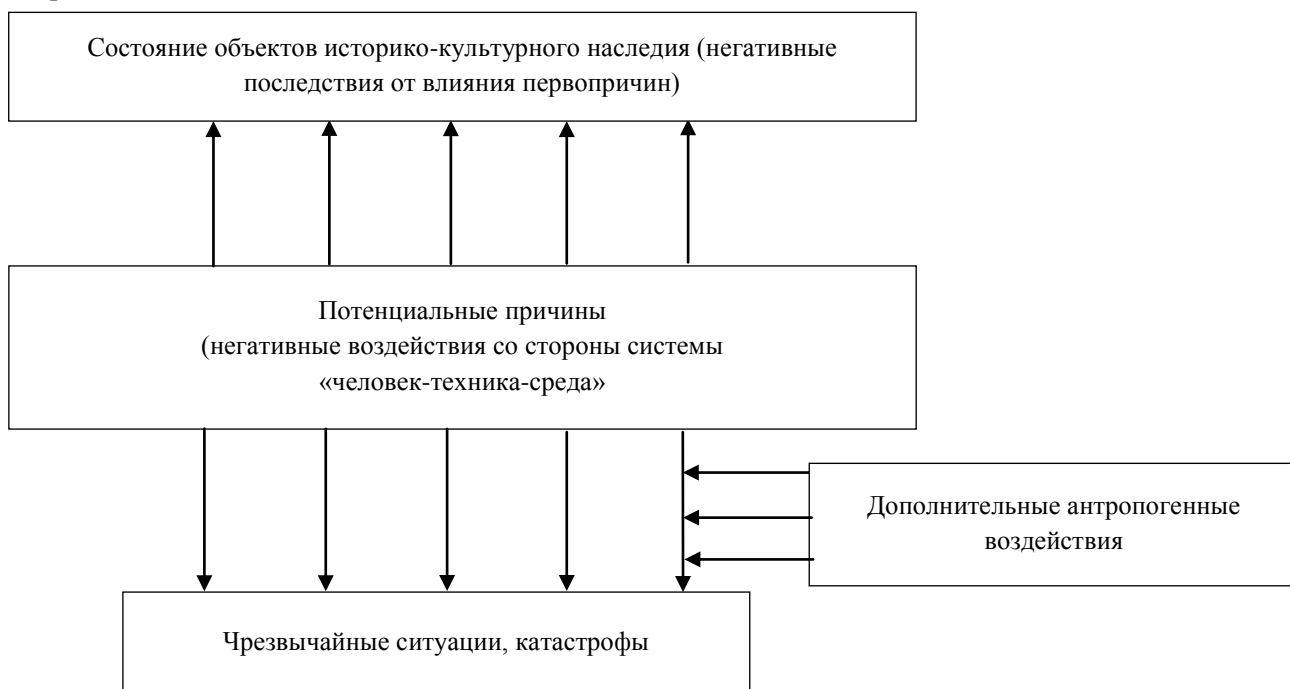 Состояние объектов историко-культурного наследия (негативные
последствия от влияния первопричин)
Потенциальные причины
(негативные воздействия со стороны системы
«человек-техника-среда»
Дополнительные антропогенные
воздействия
Чрезвычайные ситуации, катастрофы